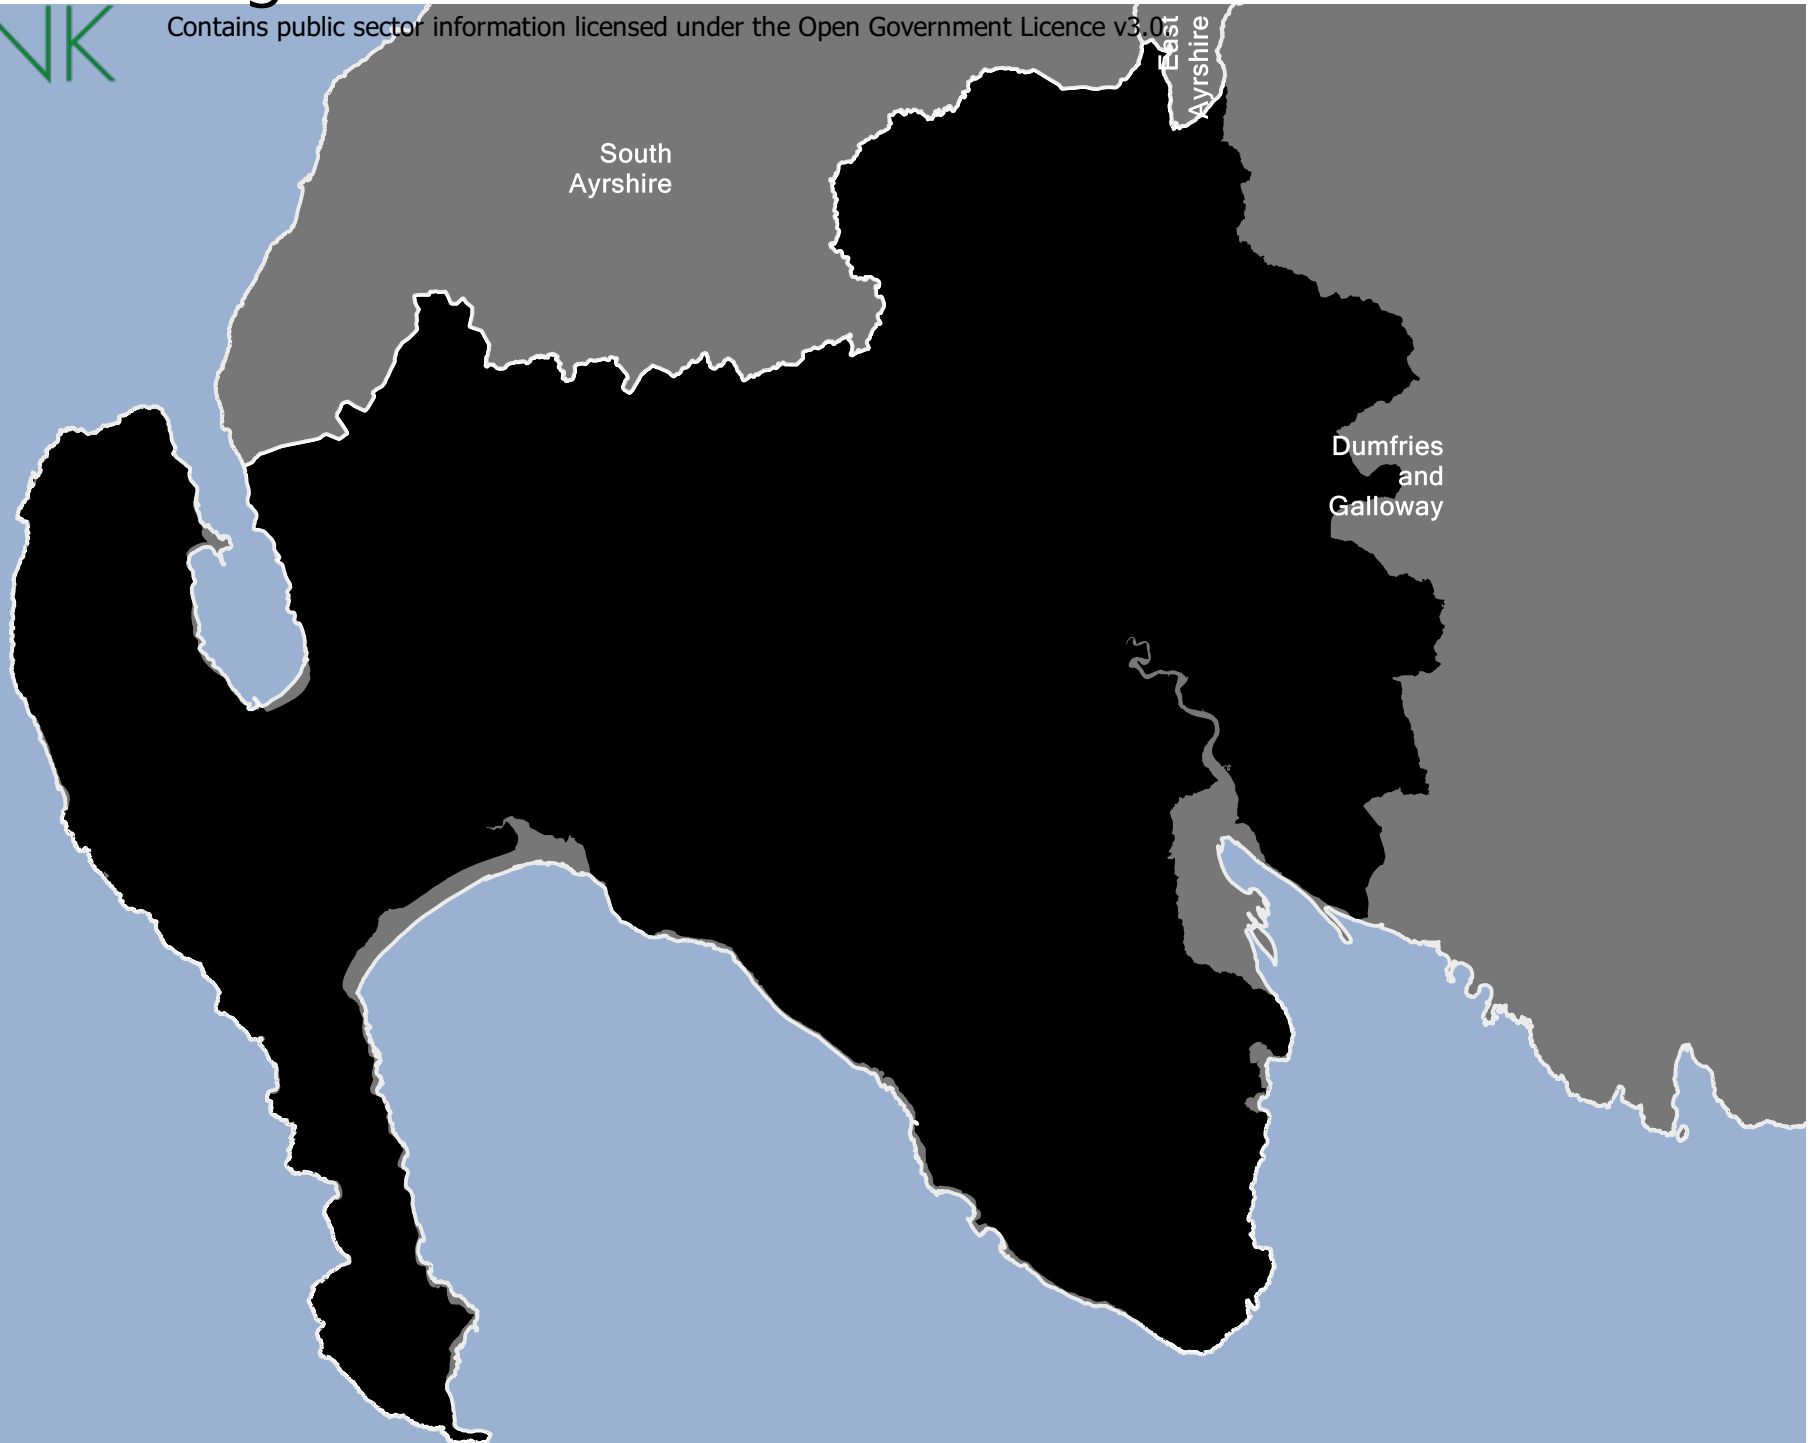 Contains public sector information licensed under the Open Government Licence v3.0.
East
Ayrshire
South
Ayrshire
Dumfries
and
Galloway